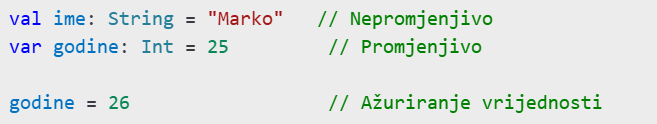 val ime: String = "Marko"   // Nepromjenjivo
var godine: Int = 25         // Promjenjivo
godine = 26                  // Ažuriranje vrijednosti